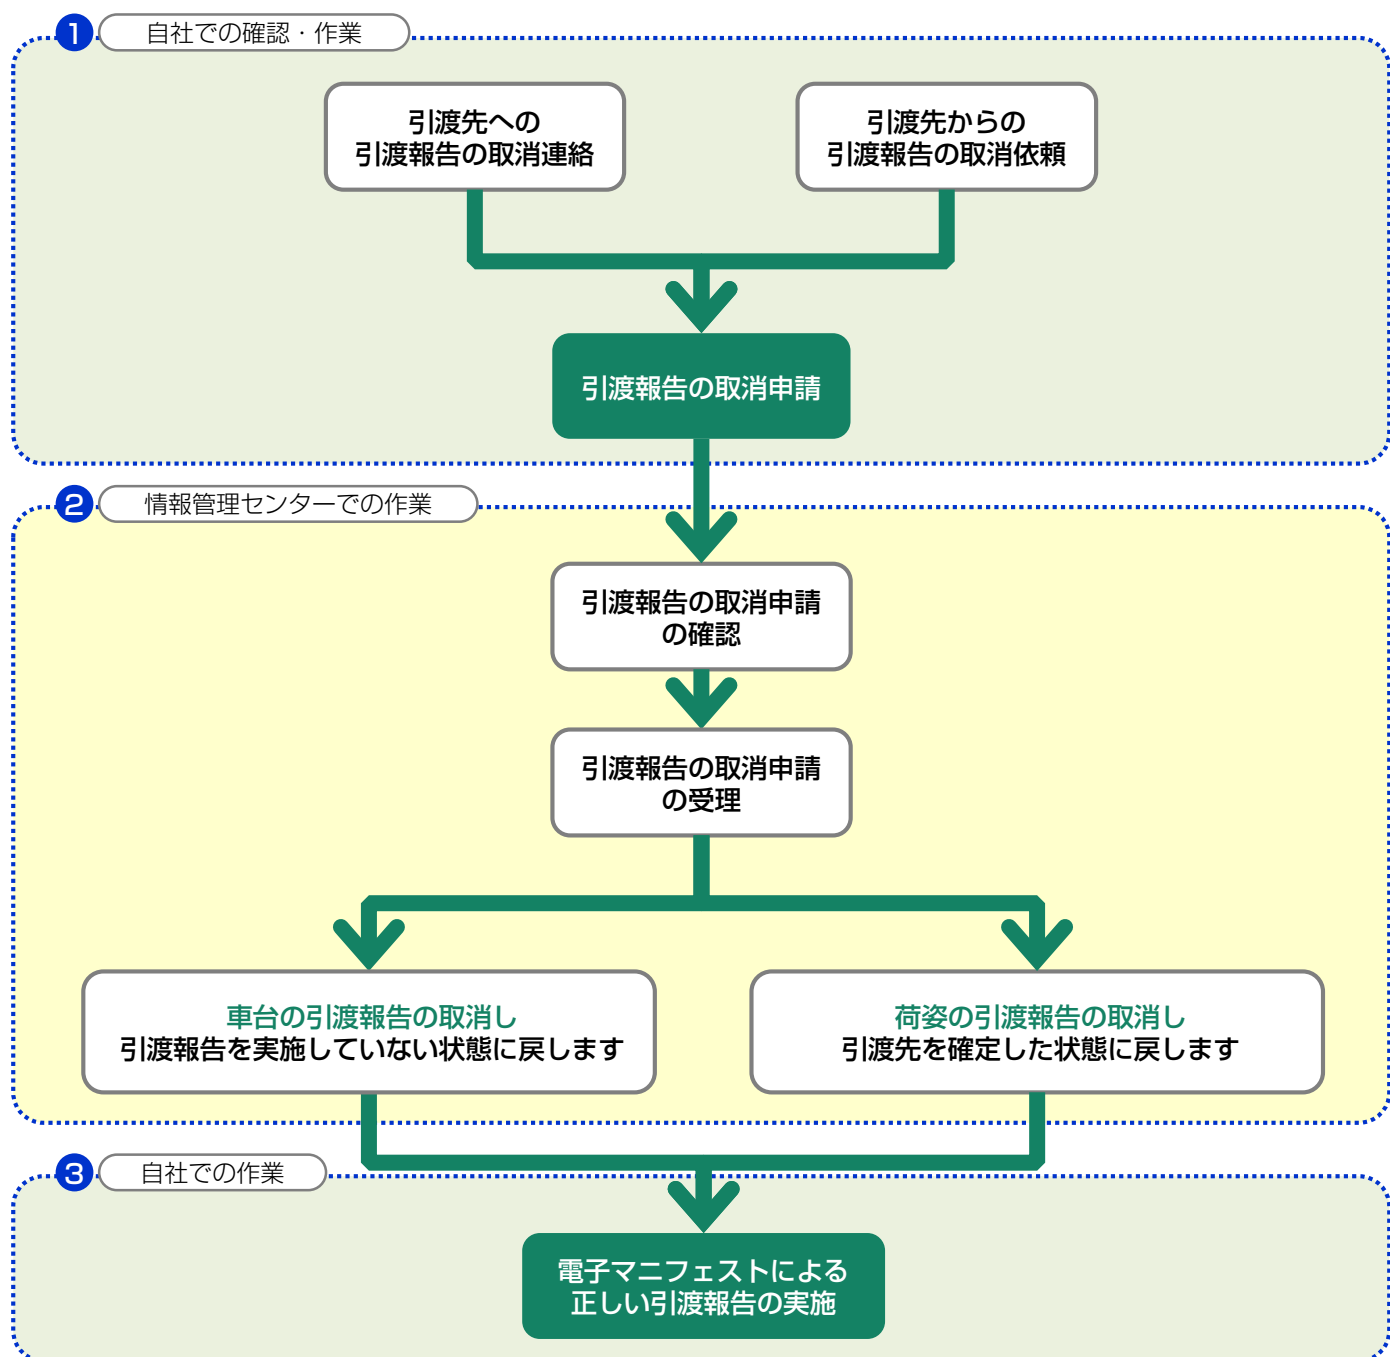 1 自社での確認・作業
引渡先への
引渡報告の取消連絡
引渡先からの
引渡報告の取消依頼
引渡報告の取消申請
2 情報管理センターでの作業
引渡報告の取消申請
の確認
引渡報告の取消申請
の受理
車台の引渡報告の取消し
引渡報告を実施していない状態に戻します
荷姿の引渡報告の取消し
引渡先を確定した状態に戻します
3 自社での作業
電子マニフェストによる
正しい引渡報告の実施